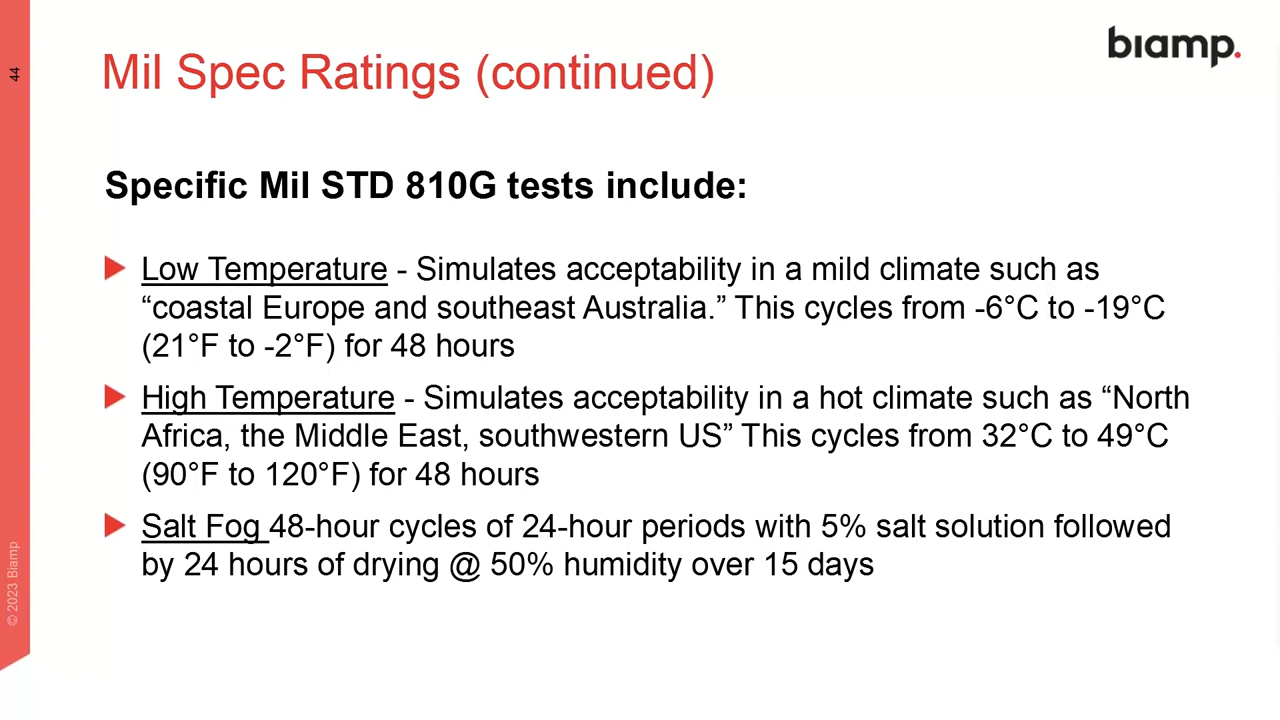 44
biamp.
Mil Spec Ratings (continued)
Specific Mil STD 810G tests include:
Low Temperature - Simulates acceptability in a mild climate such as
“coastal Europe and southeast Australia.” This cycles from -6°C to -19°C
(21°F to -2°F) for 48 hours
High Temperature - Simulates acceptability in a hot climate such as “North
Africa, the Middle East, southwestern US” This cycles from 32°C to 49°C
(90°F to 120°F) for 48 hours
Salt Fog 48-hour cycles of 24-hour periods with 5% salt solution followed
by 24 hours of drying @ 50% humidity over 15 days
© 2023 Biamp